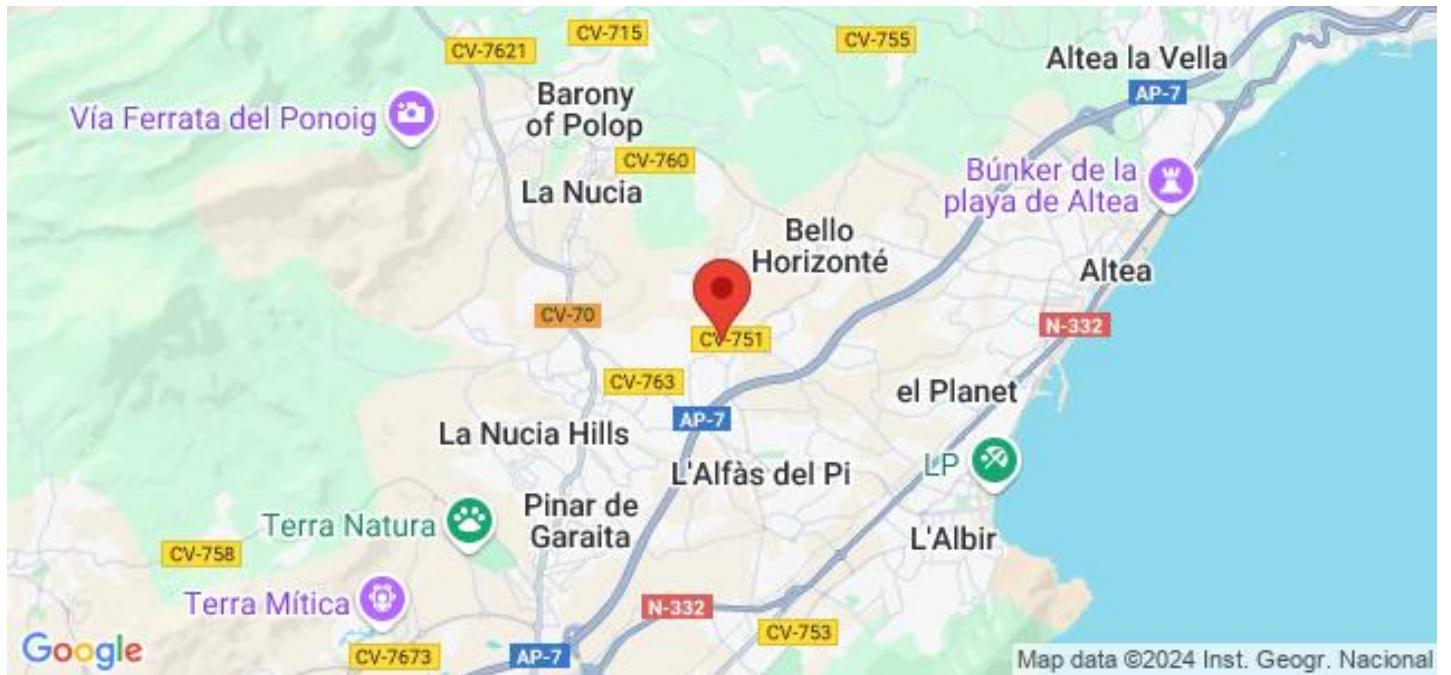 CV-715
CV-755
CV-7621
Altea la Vella
AP-7
Barony
of Polop
Vía Ferrata del Ponoig
CV-760
Búnker de la
playa de Altea
La Nucia
Bello
Horizonté
Altea
CV-70
N-332
CV-751
CV-763
el Planet
AP-7
La Nucia Hills
L'Alfàs del Pi
LP
Pinar de
Garaita
Terra Natura
L'Albir
CV-758
Terra Mítica
N-332
CV-753
Google
CV-7673
AP-7
Map data ©2024 Inst. Geogr. Nacional